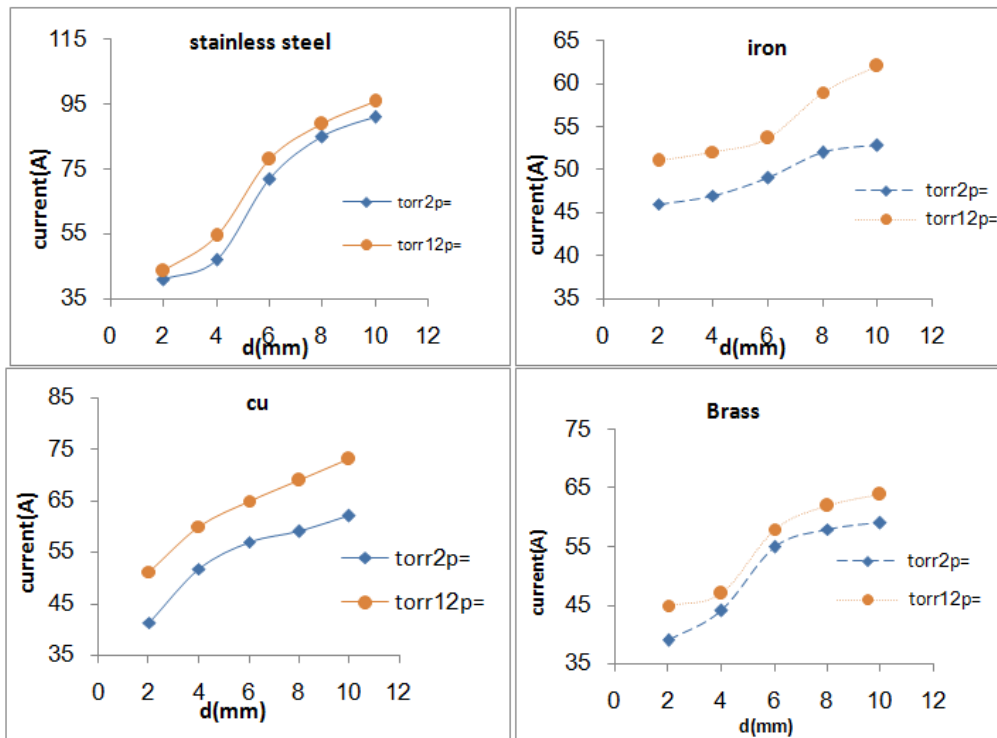 stainless steel
115
95
75
55
35
current(A)
0 2 4 6 8 10 12
d(mm)
torr2p=
torr12p=
iron
65
60
55
50
45
40
35
current(A)
0 2 4 6 8 10 12
d(mm)
torr2p=
torr12p=
cu
85
75
65
55
45
35
current(A)
0 2 4 6 8 10 12
d(mm)
torr2p=
torr12p=
Brass
75
65
55
45
35
current(A)
0 2 4 6 8 10 12
d(mm)
torr2p=
torr12p=